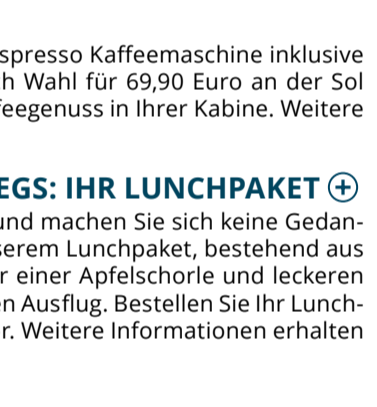 spresso Kaffeemaschine inklusive
h Wahl für 69,90 Euro an der Sol
feegenuss in Ihrer Kabine. Weitere
EGS: IHR LUNCHPAKET
und machen Sie sich keine Gedan-
serem Lunchpaket, bestehend aus
r einer Apfelschorle und leckeren
n Ausflug. Bestellen Sie Ihr Lunch-
r. Weitere Informationen erhalten